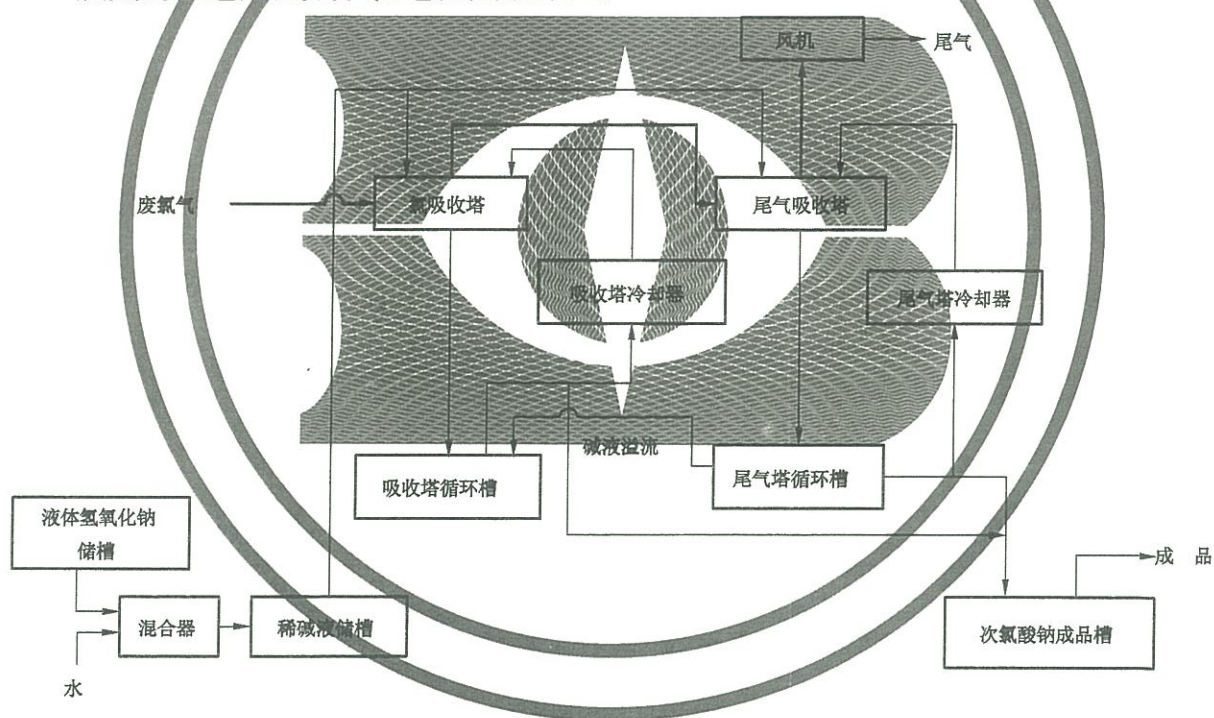 风机
尾气
废氯气
氯吸收塔
尾气吸收塔
吸收塔冷却器
尾气塔冷却器
碱液溢流
吸收塔循环槽
尾气塔循环槽
液体氢氧化钠
储槽
混合器
稀碱液储槽
水
成 品
次氯酸钠成品槽